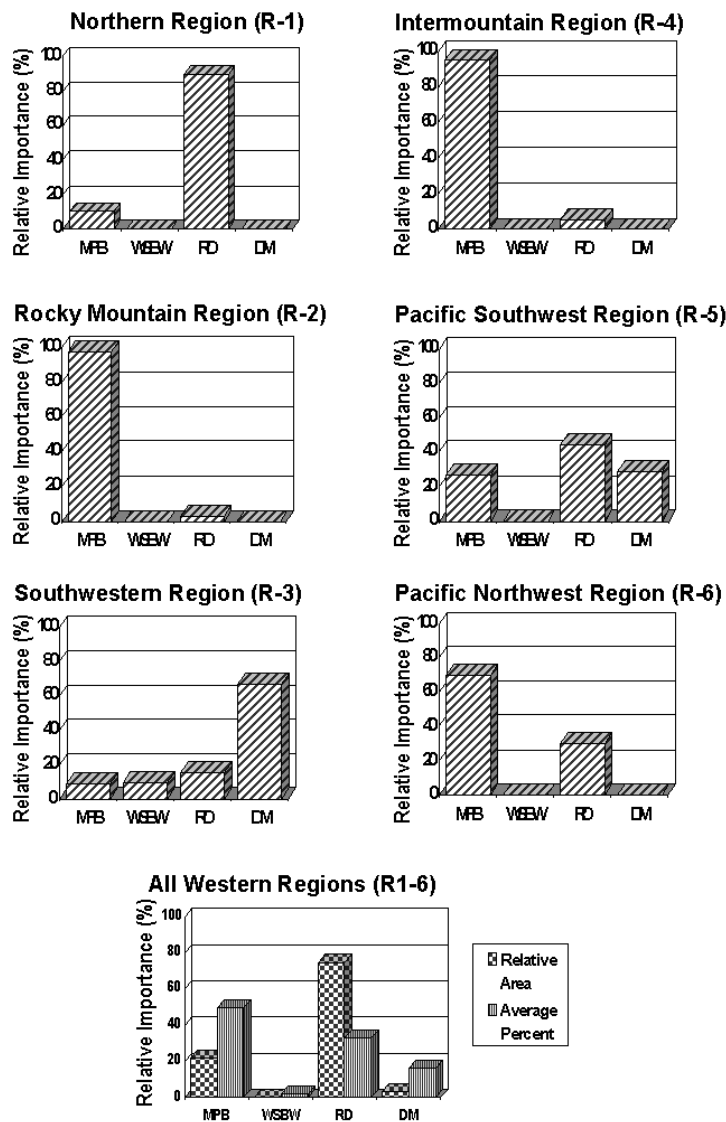 Northern Region (R-1)
Relative Importance (%)
100
80
60
40
20
0
MPB WSBW RD DM
Intermountain Region (R-4)
Relative Importance (%)
100
80
60
40
20
0
MPB WSBW RD DM
Rocky Mountain Region (R-2)
Relative Importance (%)
100
80
60
40
20
0
MPB WSBW RD DM
Pacific Southwest Region (R-5)
Relative Importance (%)
100
80
60
40
20
0
MPB WSBW RD DM
Southwestern Region (R-3)
Relative Importance (%)
100
80
60
40
20
0
MPB WSBW RD DM
Pacific Northwest Region (R-6)
Relative Importance (%)
100
80
60
40
20
0
MPB WSBW RD DM
All Western Regions (R1-6)
Relative Importance (%)
100
80
60
40
20
0
MPB WSBW RD DM
Relative
Area
Average
Percent